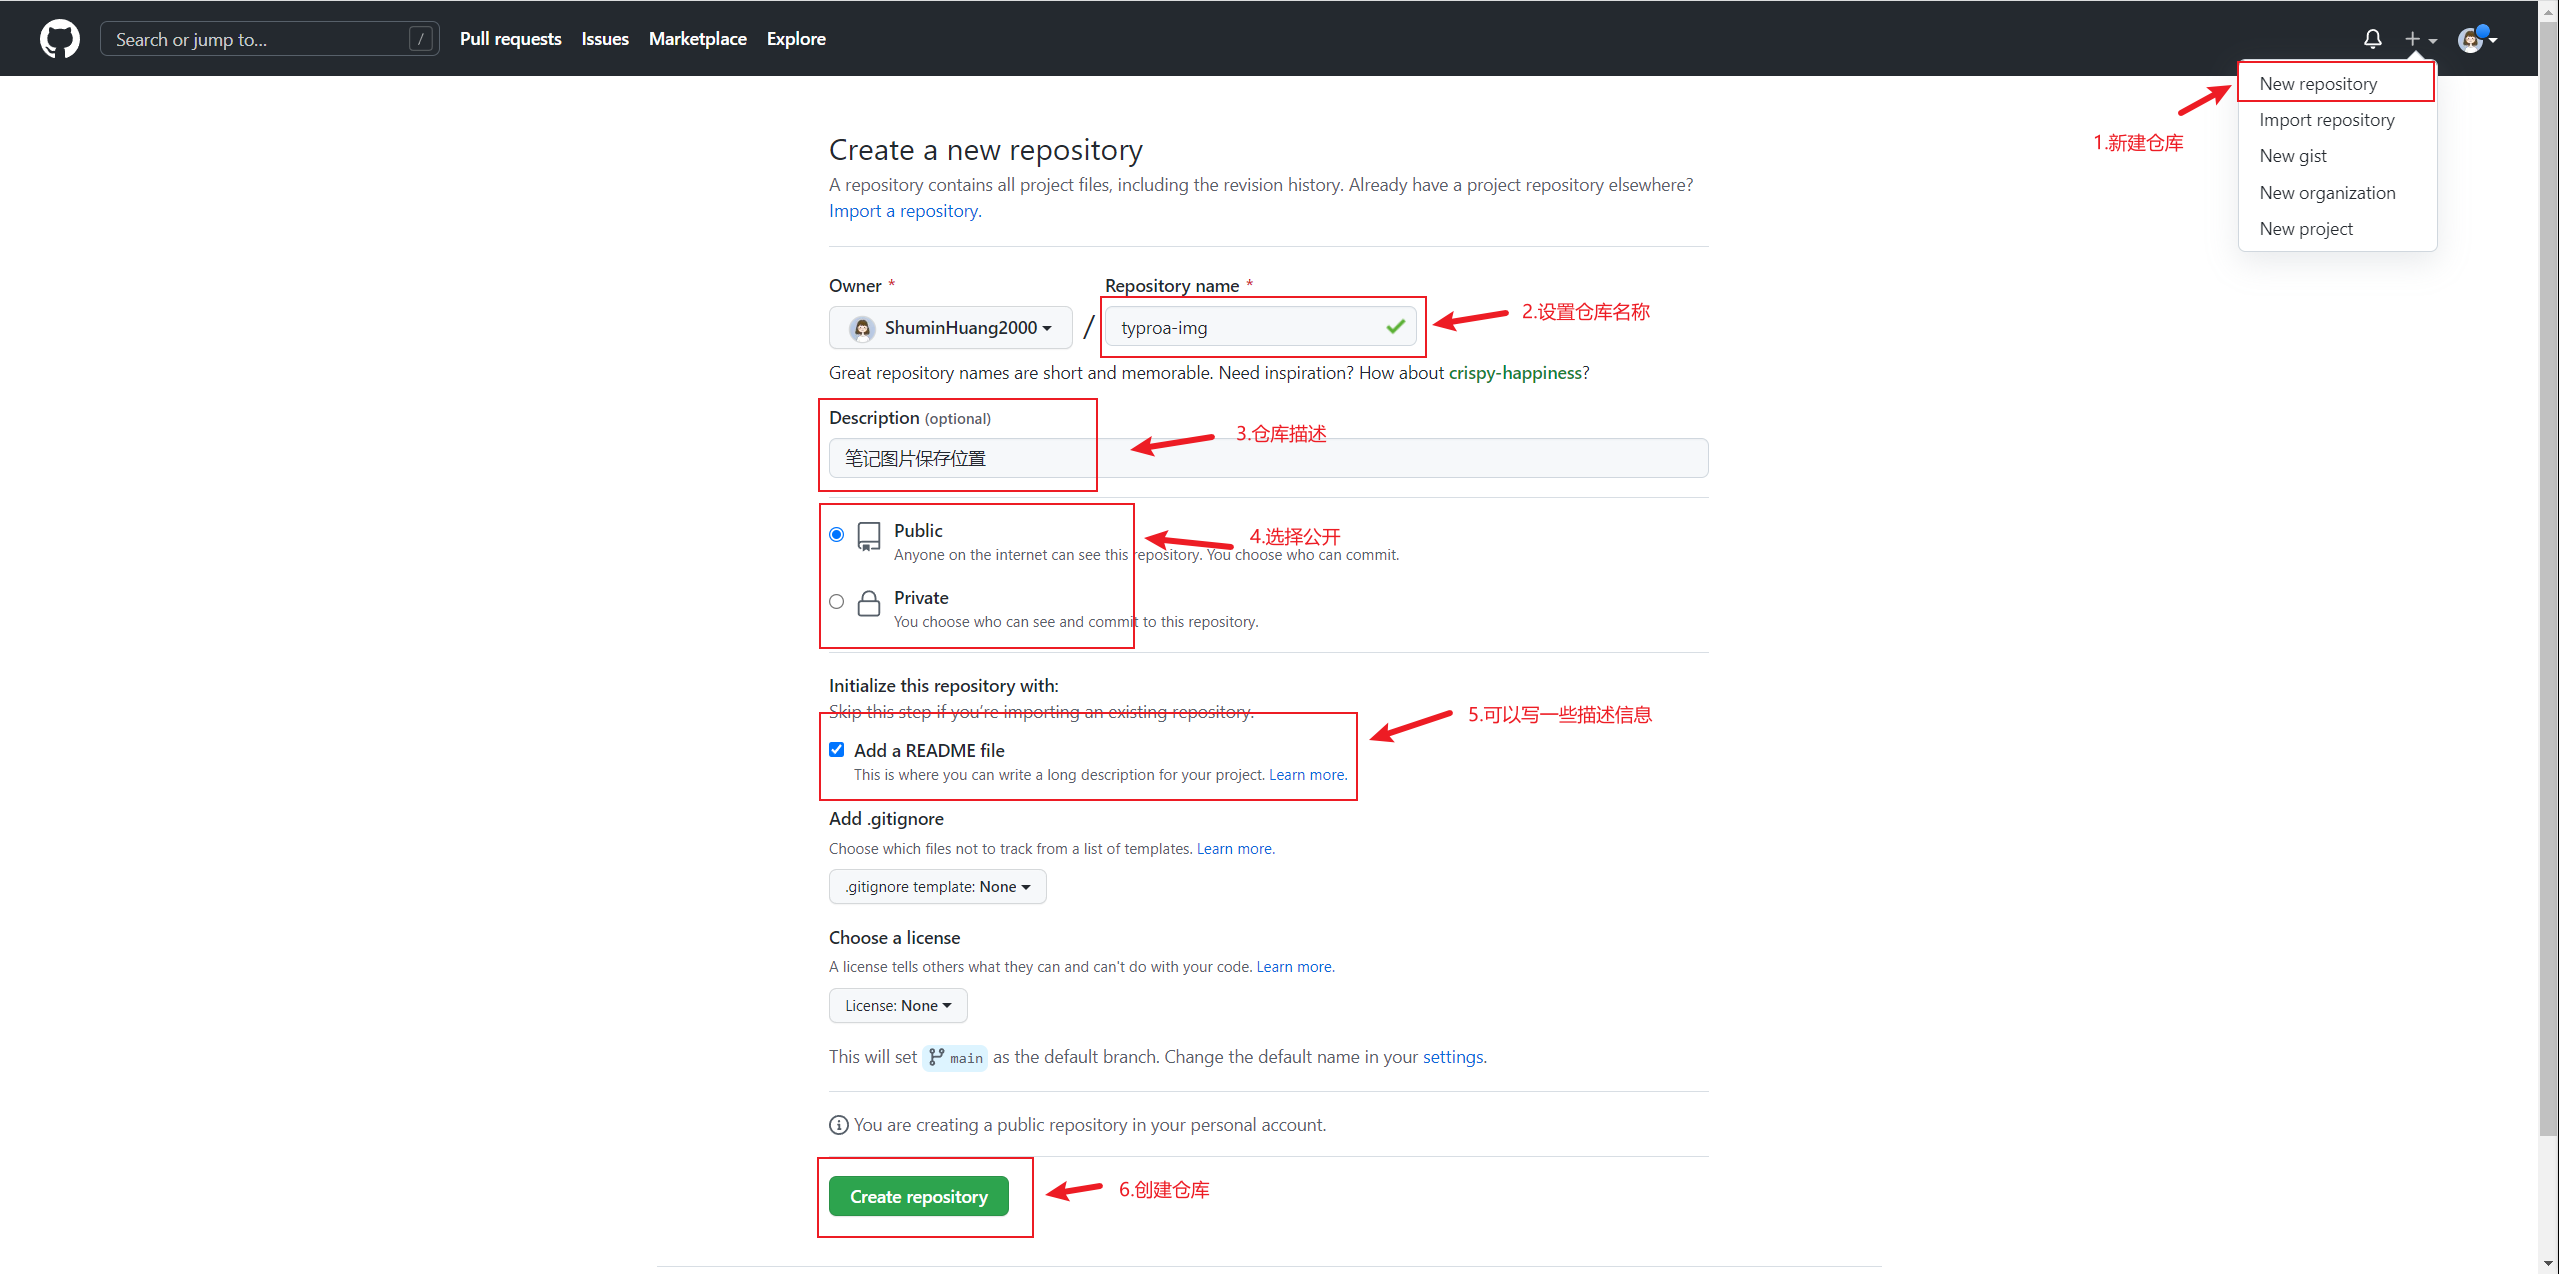 Search or jump to...
/
Pull requests
Issues
Marketplace
Explore
New repository
Import repository
New gist
New organization
New project
1.新建仓库
Create a new repository
A repository contains all project files, including the revision history. Already have a project repository elsewhere?
Import a repository.
Owner *
Repository name *
ShuminHuang2000
/
typroa-img
2.设置仓库名称
Great repository names are short and memorable. Need inspiration? How about crispy-happiness?
Description (optional)
3.仓库描述
笔记图片保存位置
Public
4.选择公开
Anyone on the internet can see this repository. You choose who can commit.
Private
You choose who can see and commit to this repository.
Initialize this repository with:
Skip this step if you're importing an existing repository.
5.可以写一些描述信息
Add a README file
This is where you can write a long description for your project. Learn more.
Add .gitignore
Choose which files not to track from a list of templates. Learn more.
.gitignore template: None
Choose a license
A license tells others what they can and can't do with your code. Learn more.
License: None
This will set main as the default branch. Change the default name in your settings.
You are creating a public repository in your personal account.
Create repository
6.创建仓库